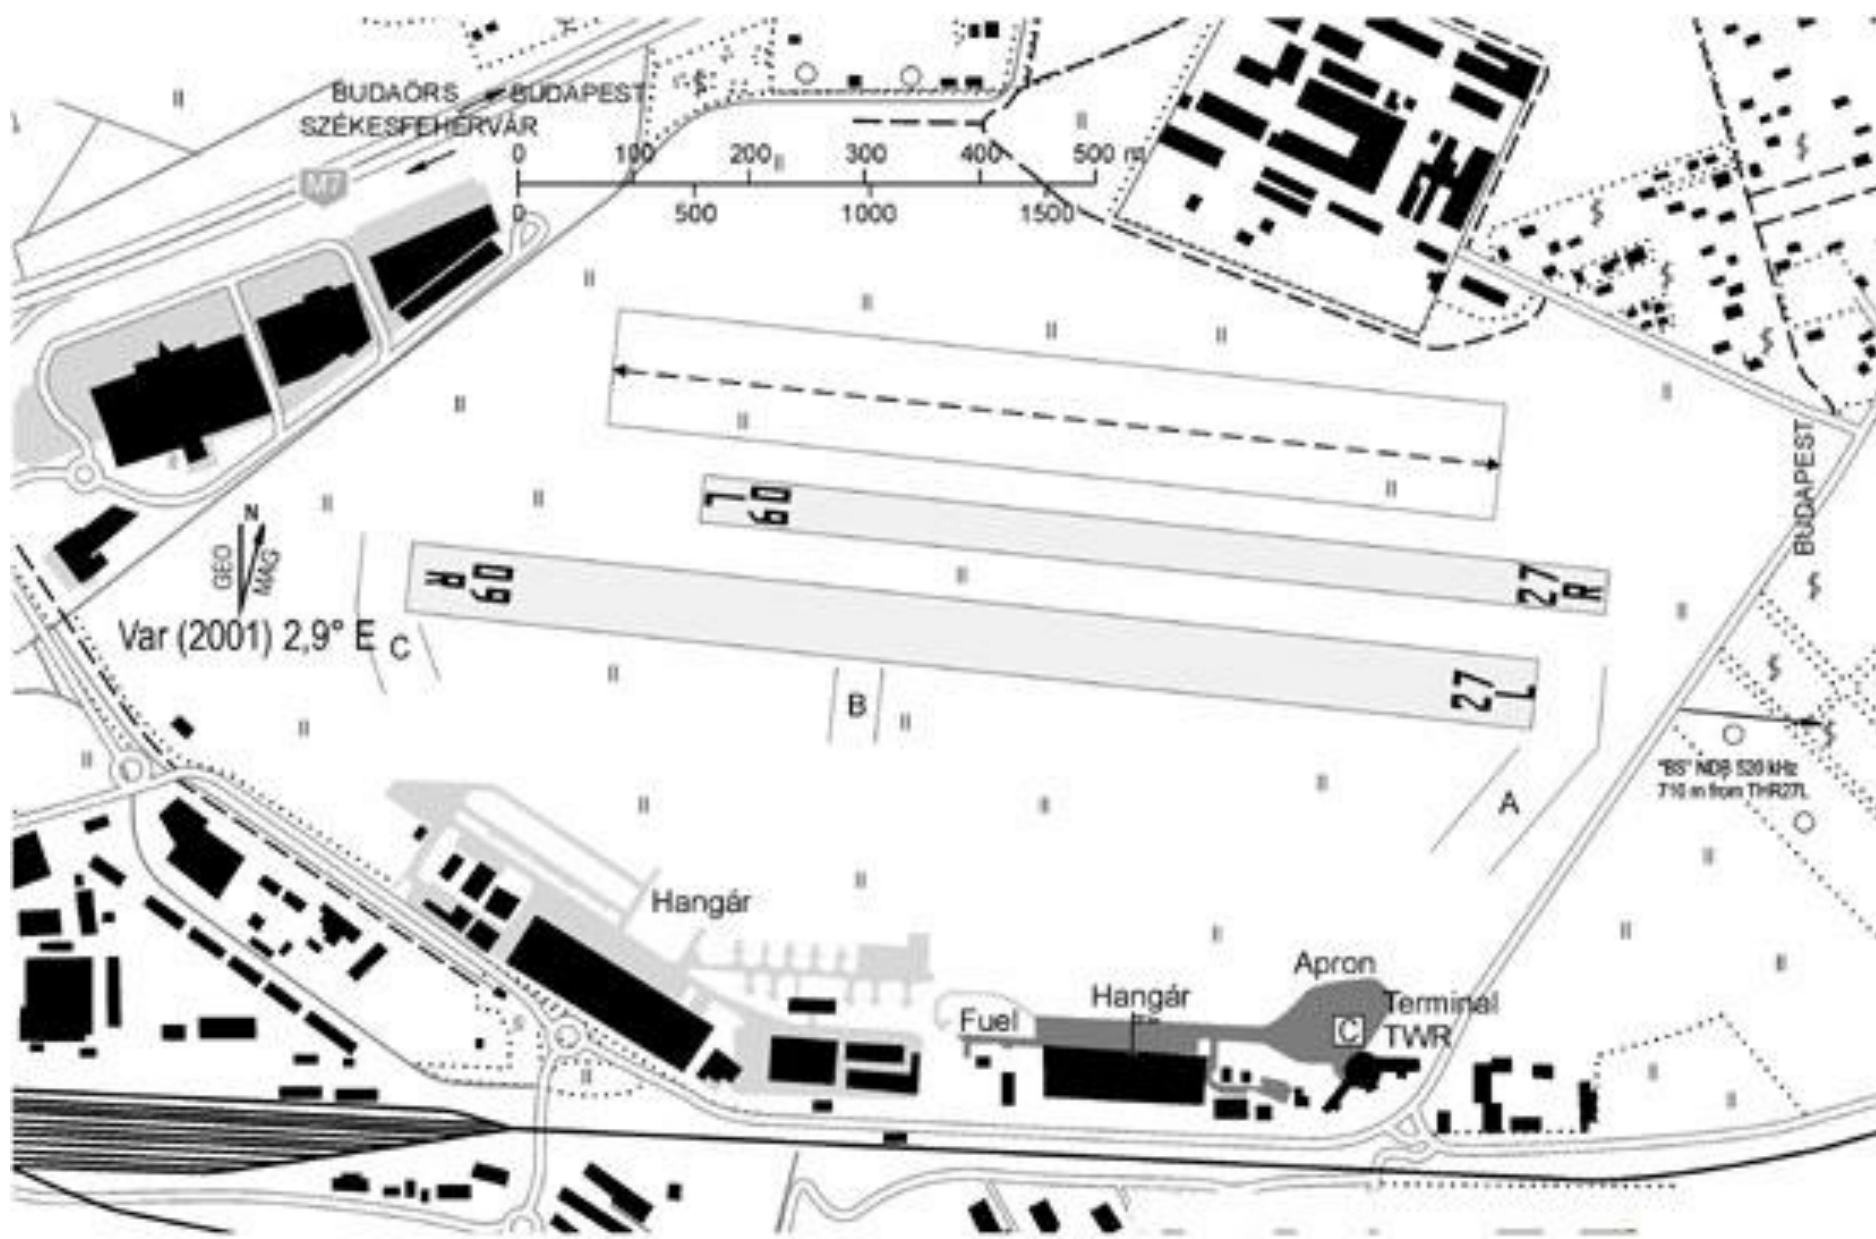 BUDAÖRS
BUDAPEST
SZÉKESFEHÉRVÁR
M7
0 100 200 300 400 500 m
0 500 1000 1500
BUDAPEST
09
L
27
R
09
R
27
L
N
GEO
MAG
Var (2001) 2,9° E
C
B
A
"BS" NDB 520 kHz
710 m from THR27L
Hangár
Apron
Hangár
Terminal
Fuel
C
TWR